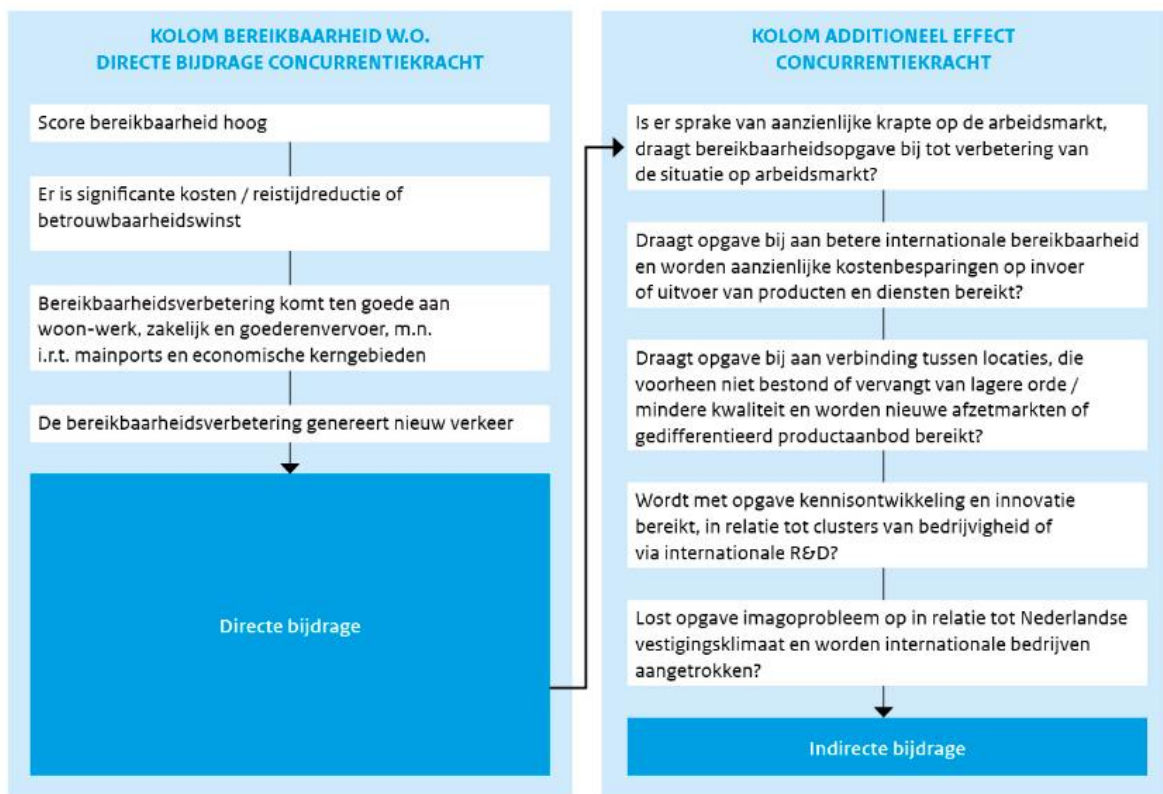 KOLOM BEREIKBAARHEID W.O.
DIRECTE BIJDRAGE CONCURRENTIEKRACHT
Score bereikbaarheid hoog
Er is significante kosten / reistijdreductie of
betrouwbaarheidswinst
Bereikbaarheidsverbetering komt ten goede aan
woon-werk, zakelijk en goederenvervoer, m.n.
i.r.t. mainports en economische kerngebieden
De bereikbaarheidsverbetering genereert nieuw verkeer
Directe bijdrage
KOLOM ADDITIONEEL EFFECT
CONCURRENTIEKRACHT
Is er sprake van aanzienlijke krapte op de arbeidsmarkt,
draagt bereikbaarheidsopgave bij tot verbetering van
de situatie op arbeidsmarkt?
Draagt opgave bij aan betere internationale bereikbaarheid
en worden aanzienlijke kostenbesparingen op invoer
of uitvoer van producten en diensten bereikt?
Draagt opgave bij aan verbinding tussen locaties, die
voorheen niet bestond of vervangt van lagere orde /
mindere kwaliteit en worden nieuwe afzetmarkten of
gedifferentieerd productaanbod bereikt?
Wordt met opgave kennisontwikkeling en innovatie
bereikt, in relatie tot clusters van bedrijvigheid of
via internationale R&D?
Lost opgave imagoprobleem op in relatie tot Nederlandse
vestigingsklimaat en worden internationale bedrijven
aangetrokken?
Indirecte bijdrage